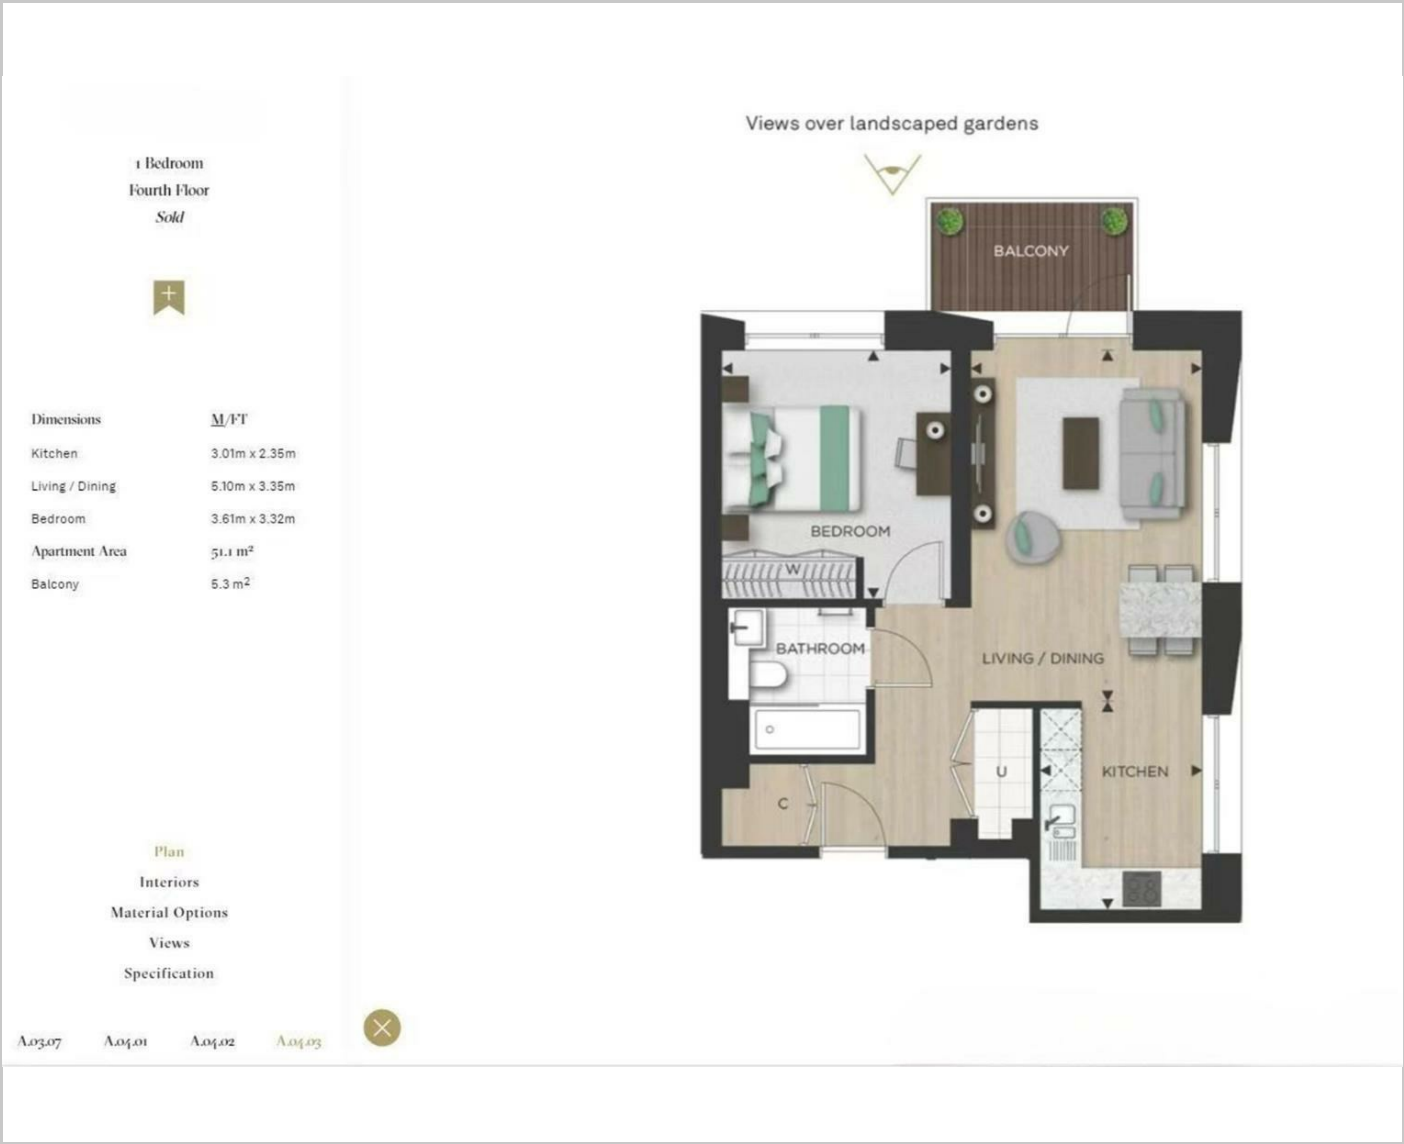 1 Bedroom
Fourth Floor
Sold
Dimensions M/FT
Kitchen 3.01m x 2.35m
Living / Dining 5.10m x 3.35m
Bedroom 3.61m x 3.32m
Apartment Area 51.1 m²
Balcony 5.3 m²
Plan
Interiors
Material Options
Views
Specification
A.03.07 A.04.01 A.04.02 A.04.03
Views over landscaped gardens
BALCONY
BEDROOM
W
BATHROOM
LIVING / DINING
U
KITCHEN
C